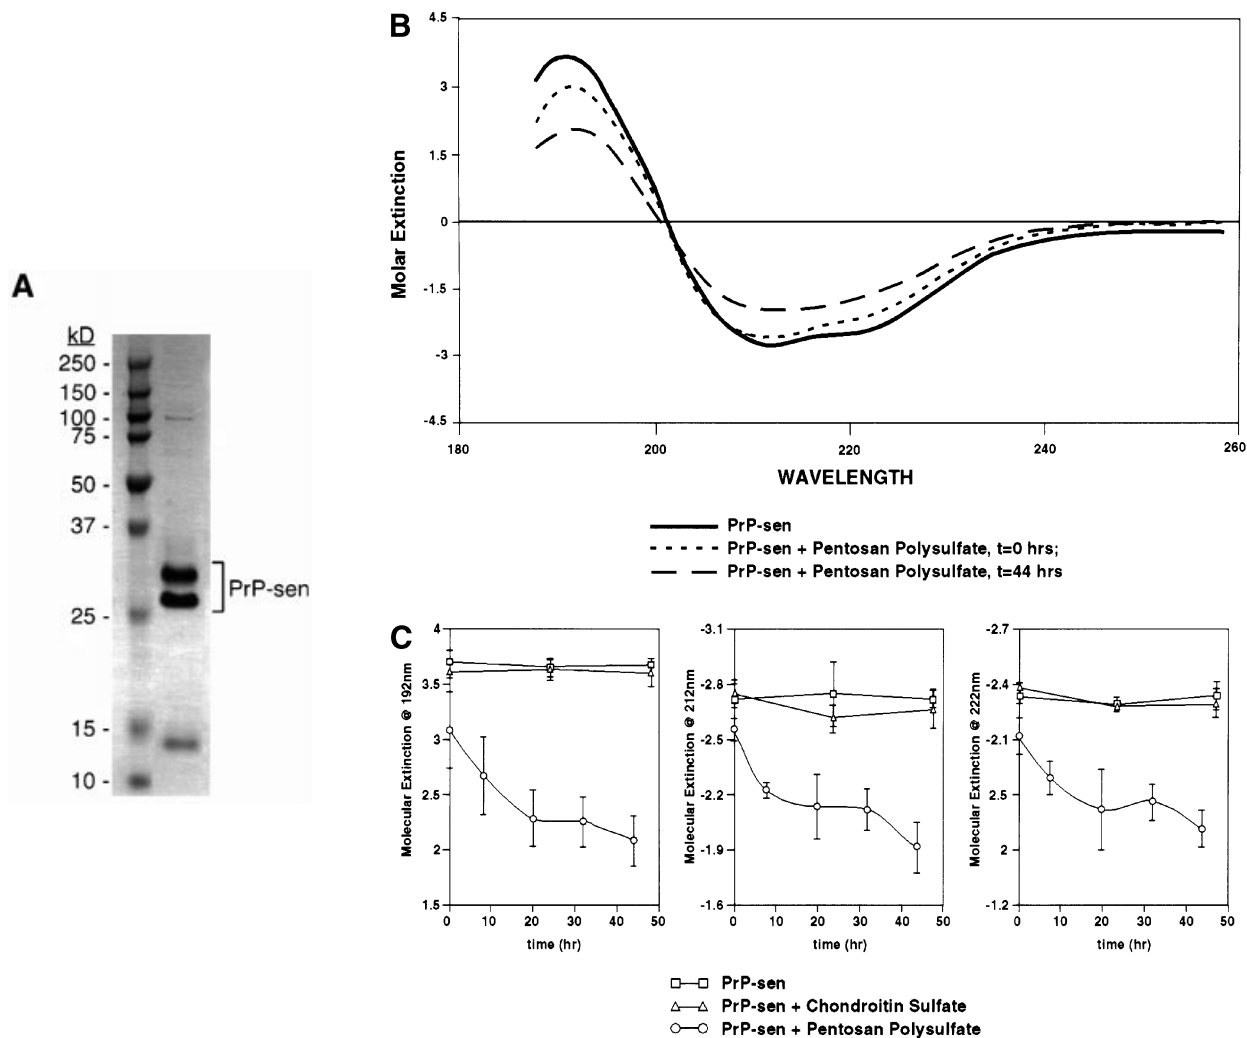 A
kD
250 -
150 -
100 -
75 -
50 -
37 -
25 -
15 -
10 -
PrP-sen
B
Molar Extinction
4.5
3
1.5
0
-1.5
-3
-4.5
180 200 220 240 260
WAVELENGTH
PrP-sen
PrP-sen + Pentosan Polysulfate, t=0 hrs;
PrP-sen + Pentosan Polysulfate, t=44 hrs
C
Molecular Extinction @ 192nm
4
3.5
3
2.5
2
1.5
0 10 20 30 40 50
time (hr)
Molecular Extinction @ 212nm
-3.1
-2.8
-2.5
-2.2
-1.9
-1.6
0 10 20 30 40 50
time (hr)
Molecular Extinction @ 222nm
-2.7
-2.4
-2.1
2.5
2
-1.2
0 10 20 30 40 50
time (hr)
PrP-sen
PrP-sen + Chondroitin Sulfate
PrP-sen + Pentosan Polysulfate